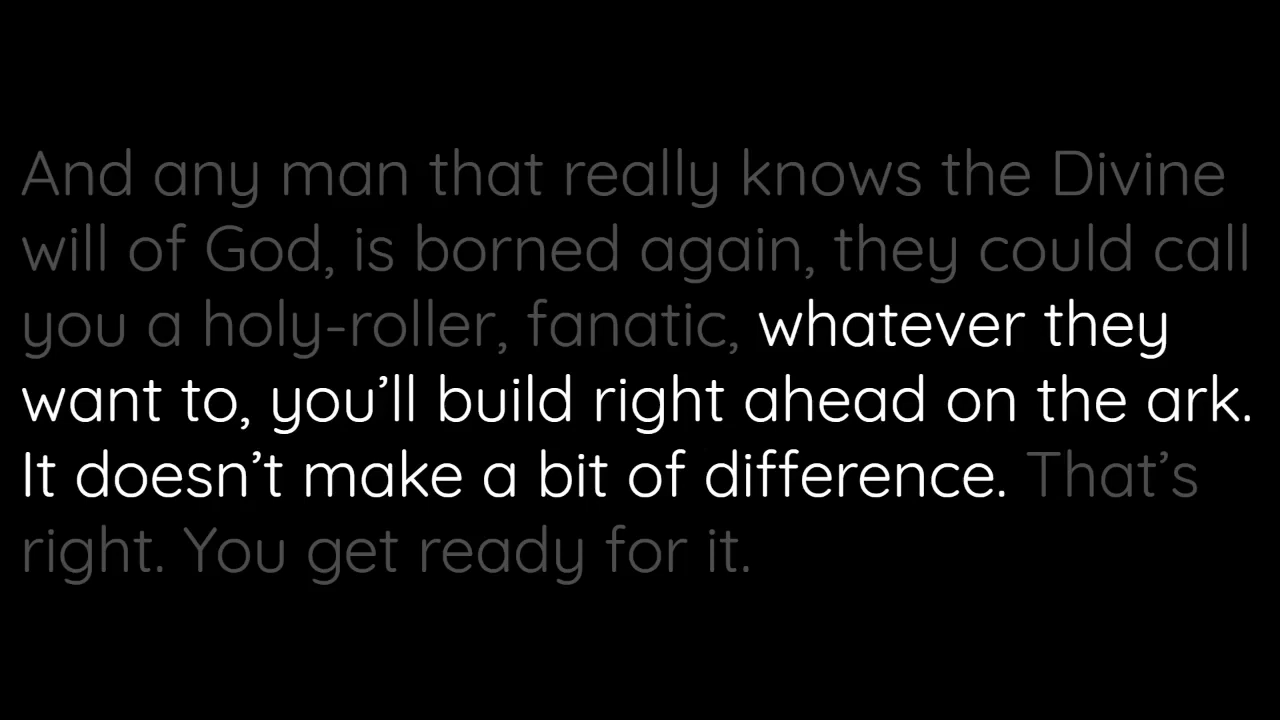 And any man that really knows the Divine
will of God, is borned again, they could call
you a holy-roller, fanatic, whatever they
want to, you’ll build right ahead on the ark.
It doesn’t make a bit of difference. That’s
right. You get ready for it.